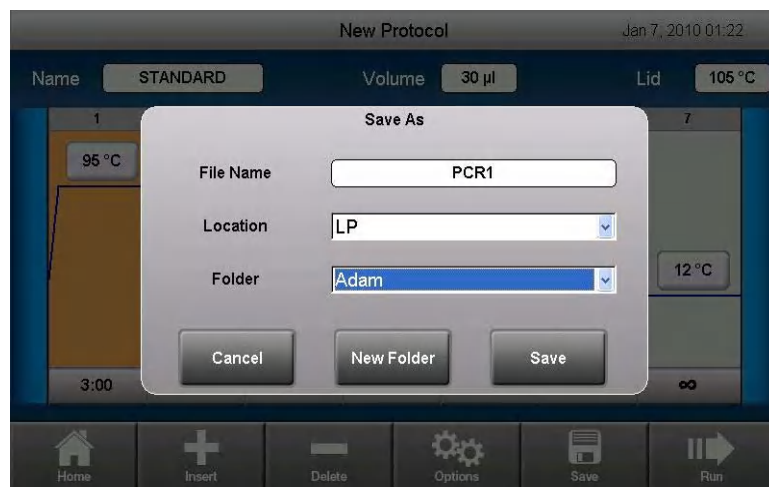 New Protocol Jan 7, 2010 01:22
Name STANDARD Volume 30 µl Lid 105 °C
1 7
Save As
95 °C
File Name PCR1
Location LP
Folder Adam
12 °C
Cancel New Folder Save
3:00 ∞
Home Insert Delete Options Save Run